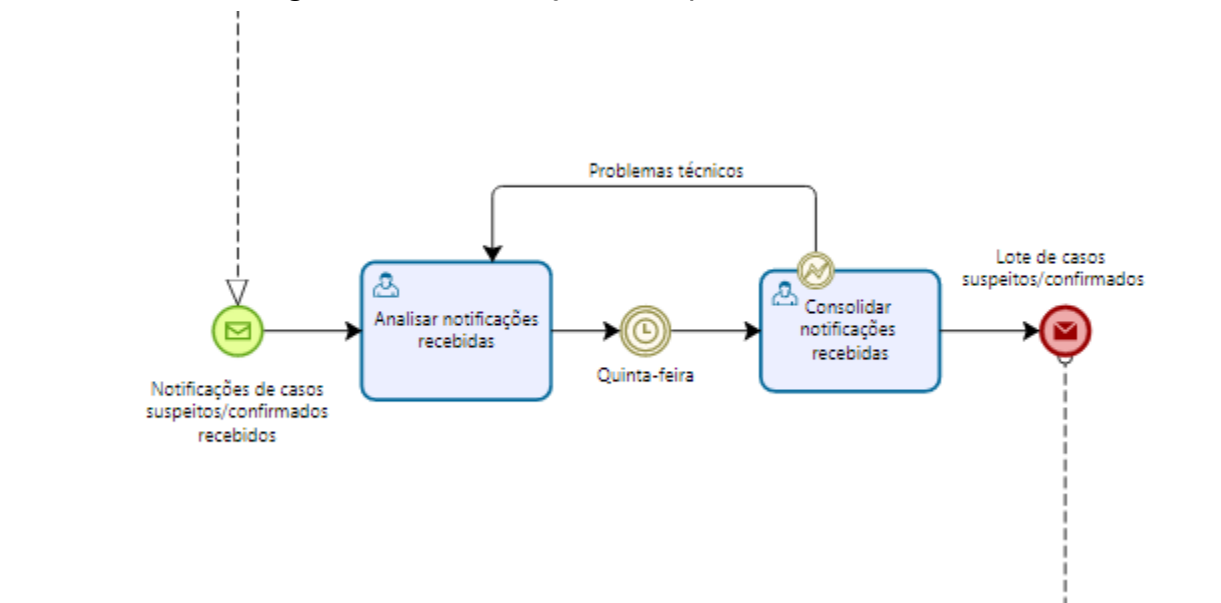 Problemas técnicos
Lote de casos
suspeitos/confirmados
Analisar notificações
recebidas
Consolidar
notificações
recebidas
Quinta-feira
Notificações de casos
suspeitos/confirmados
recebidos